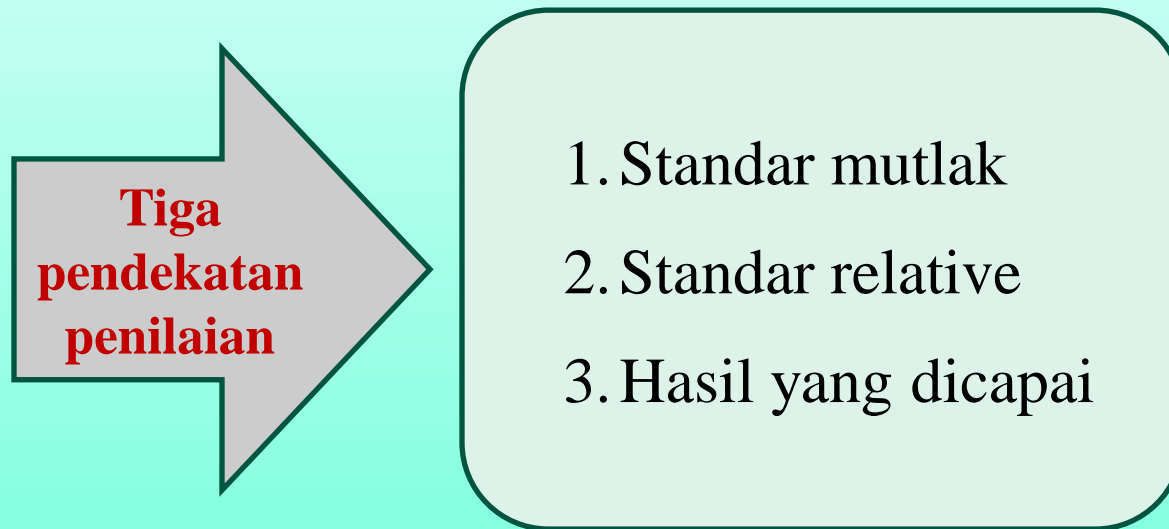 Tiga
pendekatan
penilaian
1. Standar mutlak
2. Standar relative
3. Hasil yang dicapai